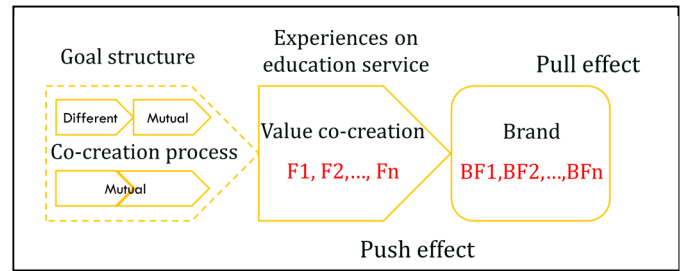 Goal structure
Experiences on
education service
Pull effect
Different
Mutual
Co-creation process
Mutual
Value co-creation
F1, F2,..., Fn
Brand
BF1,BF2,...,BFn
Push effect